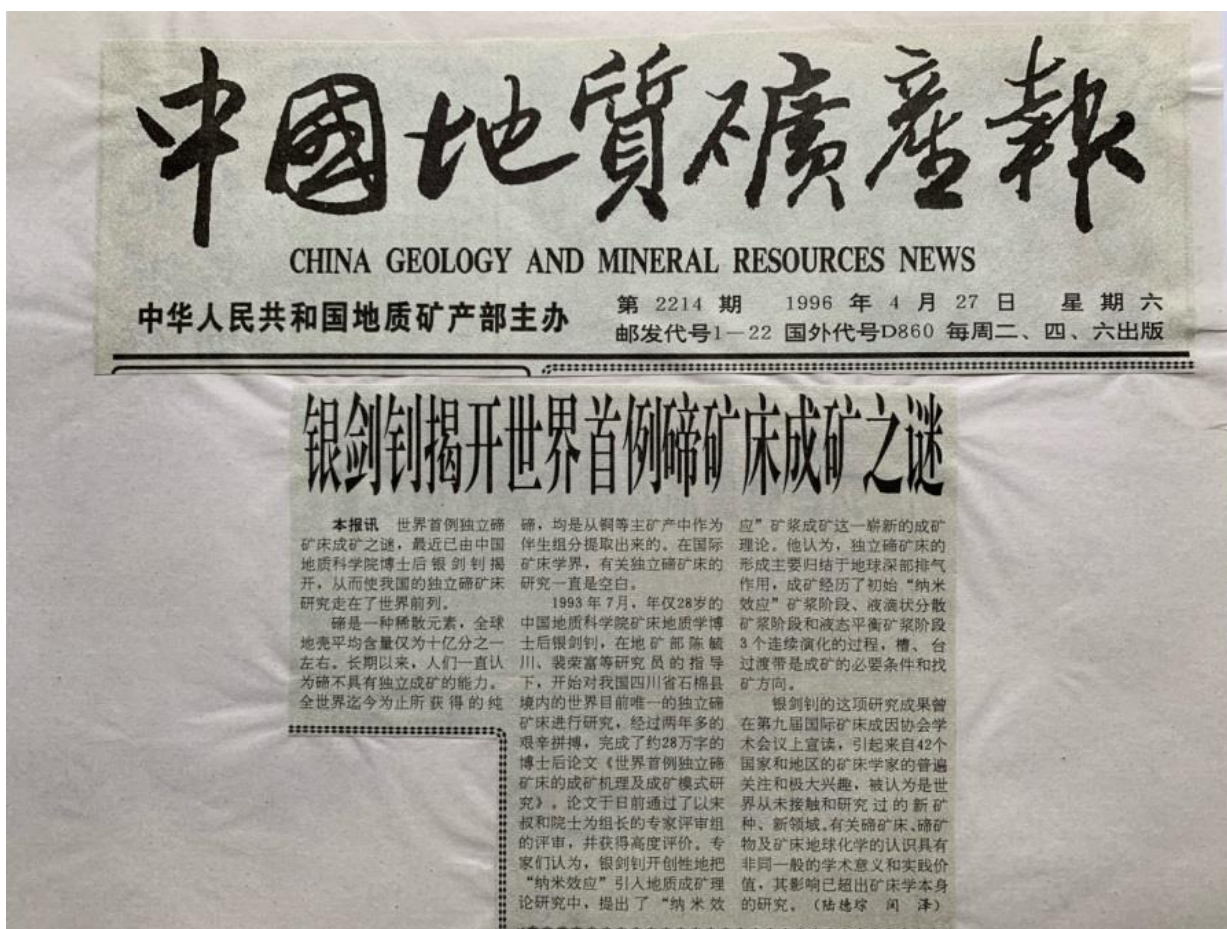 中國地質礦產報
CHINA GEOLOGY AND MINERAL RESOURCES NEWS
中华人民共和国地质矿产部主办
第 2214 期 1996 年 4 月 27 日 星 期 六
邮发代号1—22 国外代号D860 每周二、四、六出版
银剑钊揭开世界首例碲矿床成矿之谜
本报讯 世界首例独立碲
矿床成矿之谜，最近已由中国
地质科学院博士后银剑钊揭
开，从而使我国的独立碲矿床
研究走在了世界前列。
碲是一种稀散元素，全球
地壳平均含量仅为十亿分之一
左右。长期以来，人们一直认
为碲不具有独立成矿的能力。
全世界迄今为止所获得的纯
碲，均是从铜等主矿产中作为
伴生组分提取出来的。在国际
矿床学界，有关独立碲矿床的
研究一直是空白。
1993 年 7 月，年仅28岁的
中国地质科学院矿床地质学博
士后银剑钊，在地矿部陈毓
川、裴荣富等研究员的指导
下，开始对我国四川省石棉县
境内的世界目前唯一的独立碲
矿床进行研究，经过两年多的
艰辛拼搏，完成了约28万字的
博士后论文《世界首例独立碲
矿床的成矿机理及成矿模式研
究》。论文于日前通过了以宋
叔和院士为组长的专家评审组
的评审，并获得高度评价。专
家们认为，银剑钊开创性地把
“纳米效应”引入地质成矿理
论研究中，提出了“纳米效
应”矿浆成矿这一崭新的成矿
理论。他认为，独立碲矿床的
形成主要归结于地球深部排气
作用，成矿经历了初始“纳米
效应”矿浆阶段、液滴状分散
矿浆阶段和液态平衡矿浆阶段
3 个连续演化的过程，槽、台
过渡带是成矿的必要条件和找
矿方向。
银剑钊的这项研究成果曾
在第九届国际矿床成因协会学
术会议上宣读，引起来自42个
国家和地区的矿床学家的普遍
关注和极大兴趣，被认为是世
界从未接触和研究过的新矿
种、新领域。有关碲矿床、碲矿
物及矿床地球化学的认识具有
非同一般的学术意义和实践价
值，其影响已超出矿床学本身
的研究。（陆德琮 闻 泽）